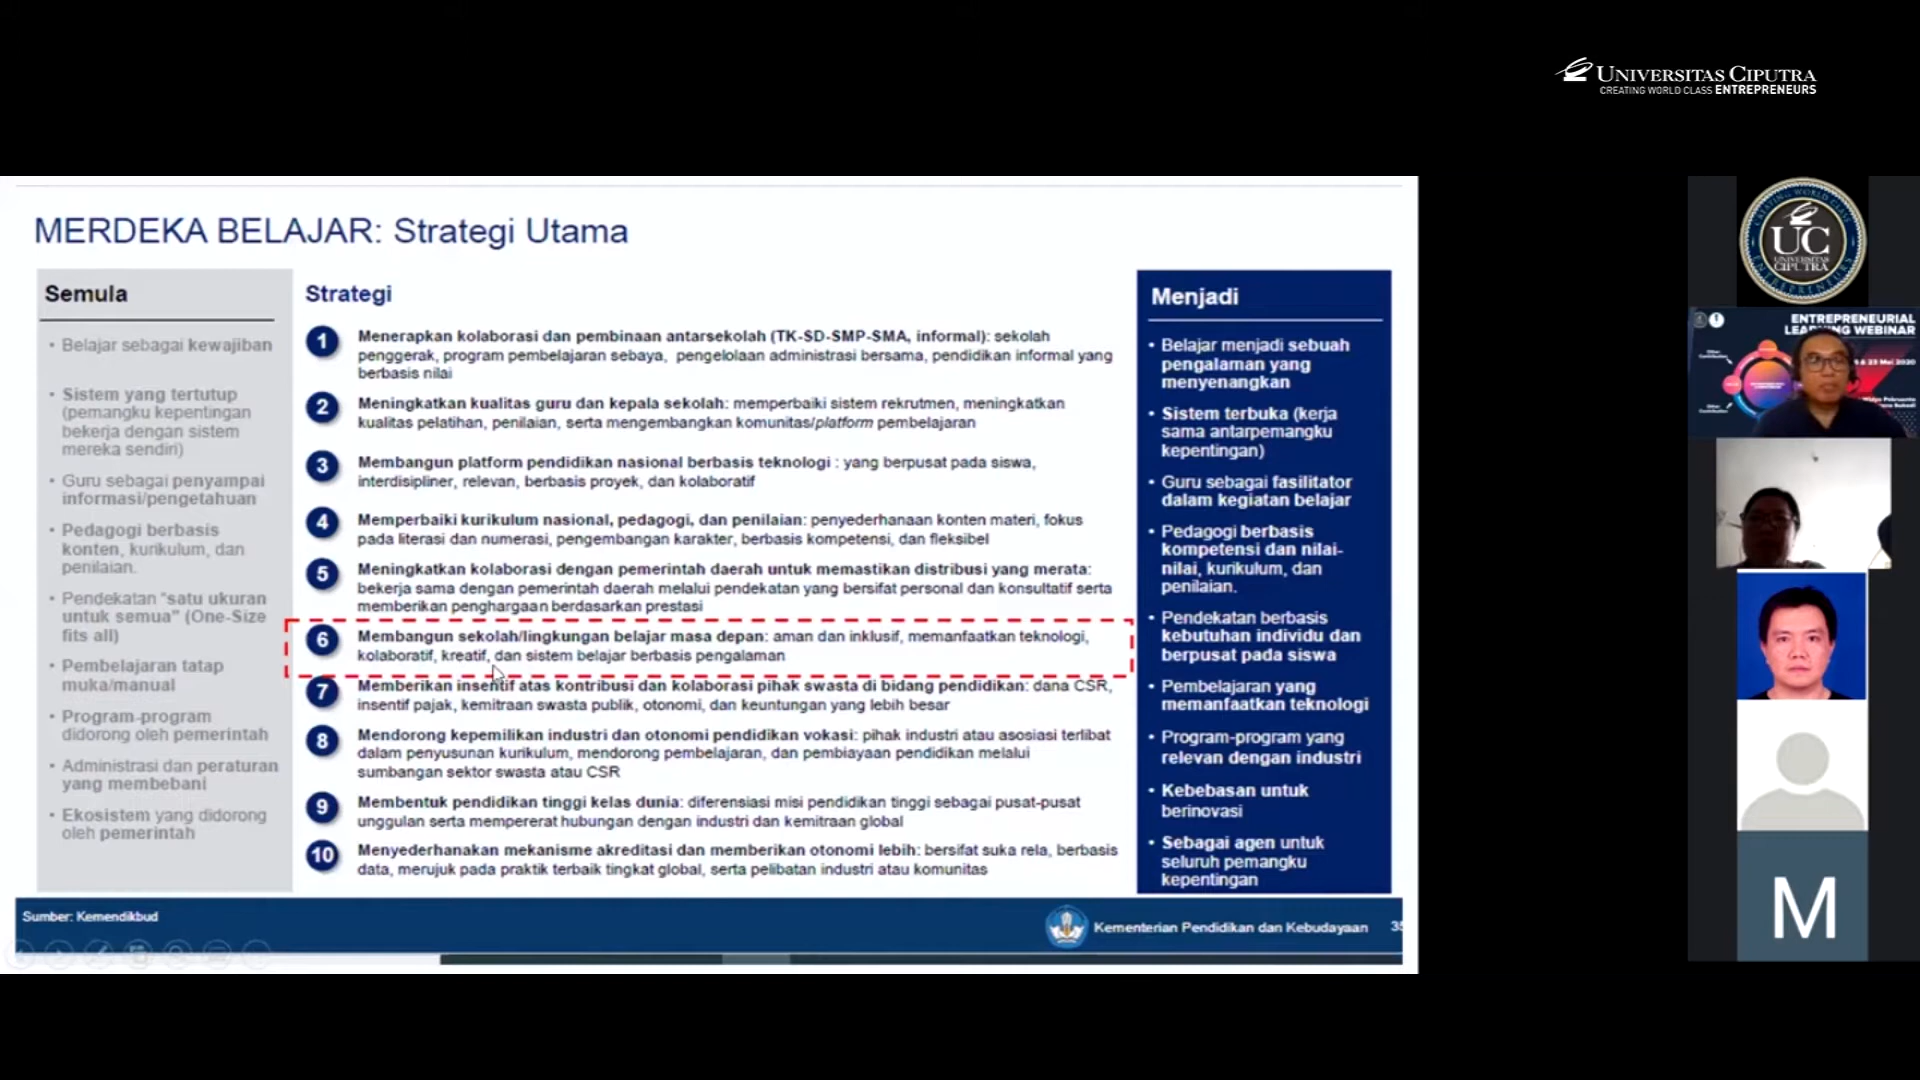 UNIVERSITAS CIPUTRA
CREATING WORLD CLASS ENTREPRENEURS
MERDEKA BELAJAR: Strategi Utama
Semula
• Belajar sebagai kewajiban
• Sistem yang tertutup
(pemangku kepentingan
bekerja dengan sistem
mereka sendiri)
• Guru sebagai penyampai
informasi/pengetahuan
• Pedagogi berbasis
konten, kurikulum, dan
penilaian.
• Pendekatan "satu ukuran
untuk semua" (One-Size
fits all)
• Pembelajaran tatap
muka/manual
• Program-program
didorong oleh pemerintah
• Administrasi dan peraturan
yang membebani
• Ekosistem yang didorong
oleh pemerintah
Strategi
1 Menerapkan kolaborasi dan pembinaan antarsekolah (TK-SD-SMP-SMA, informal): sekolah
penggerak, program pembelajaran sebaya, pengelolaan administrasi bersama, pendidikan informal yang
berbasis nilai
2 Meningkatkan kualitas guru dan kepala sekolah: memperbaiki sistem rekrutmen, meningkatkan
kualitas pelatihan, penilaian, serta mengembangkan komunitas/platform pembelajaran
3 Membangun platform pendidikan nasional berbasis teknologi : yang berpusat pada siswa,
interdisipliner, relevan, berbasis proyek, dan kolaboratif
4 Memperbaiki kurikulum nasional, pedagogi, dan penilaian: penyederhanaan konten materi, fokus
pada literasi dan numerasi, pengembangan karakter, berbasis kompetensi, dan fleksibel
5 Meningkatkan kolaborasi dengan pemerintah daerah untuk memastikan distribusi yang merata:
bekerja sama dengan pemerintah daerah melalui pendekatan yang bersifat personal dan konsultatif serta
memberikan penghargaan berdasarkan prestasi
6 Membangun sekolah/lingkungan belajar masa depan: aman dan inklusif, memanfaatkan teknologi,
kolaboratif, kreatif, dan sistem belajar berbasis pengalaman
7 Memberikan insentif atas kontribusi dan kolaborasi pihak swasta di bidang pendidikan: dana CSR,
insentif pajak, kemitraan swasta publik, otonomi, dan keuntungan yang lebih besar
8 Mendorong kepemilikan industri dan otonomi pendidikan vokasi: pihak industri atau asosiasi terlibat
dalam penyusunan kurikulum, mendorong pembelajaran, dan pembiayaan pendidikan melalui
sumbangan sektor swasta atau CSR
9 Membentuk pendidikan tinggi kelas dunia: diferensiasi misi pendidikan tinggi sebagai pusat-pusat
unggulan serta mempererat hubungan dengan industri dan kemitraan global
10 Menyederhanakan mekanisme akreditasi dan memberikan otonomi lebih: bersifat suka rela, berbasis
data, merujuk pada praktik terbaik tingkat global, serta pelibatan industri atau komunitas
Menjadi
• Belajar menjadi sebuah
pengalaman yang
menyenangkan
• Sistem terbuka (kerja
sama antarpemangku
kepentingan)
• Guru sebagai fasilitator
dalam kegiatan belajar
• Pedagogi berbasis
kompetensi dan nilai-
nilai, kurikulum, dan
penilaian.
• Pendekatan berbasis
kebutuhan individu dan
berpusat pada siswa
• Pembelajaran yang
memanfaatkan teknologi
• Program-program yang
relevan dengan industri
• Kebebasan untuk
berinovasi
• Sebagai agen untuk
seluruh pemangku
kepentingan
Sumber: Kemendikbud
Kementerian Pendidikan dan Kebudayaan
CREATING WORLD CLASS
UC
UNIVERSITAS
CIPUTRA
ENTREPRENEURS
ENTREPRENEURIAL
LEARNING WEBINAR
& 23 Mei 2020
M